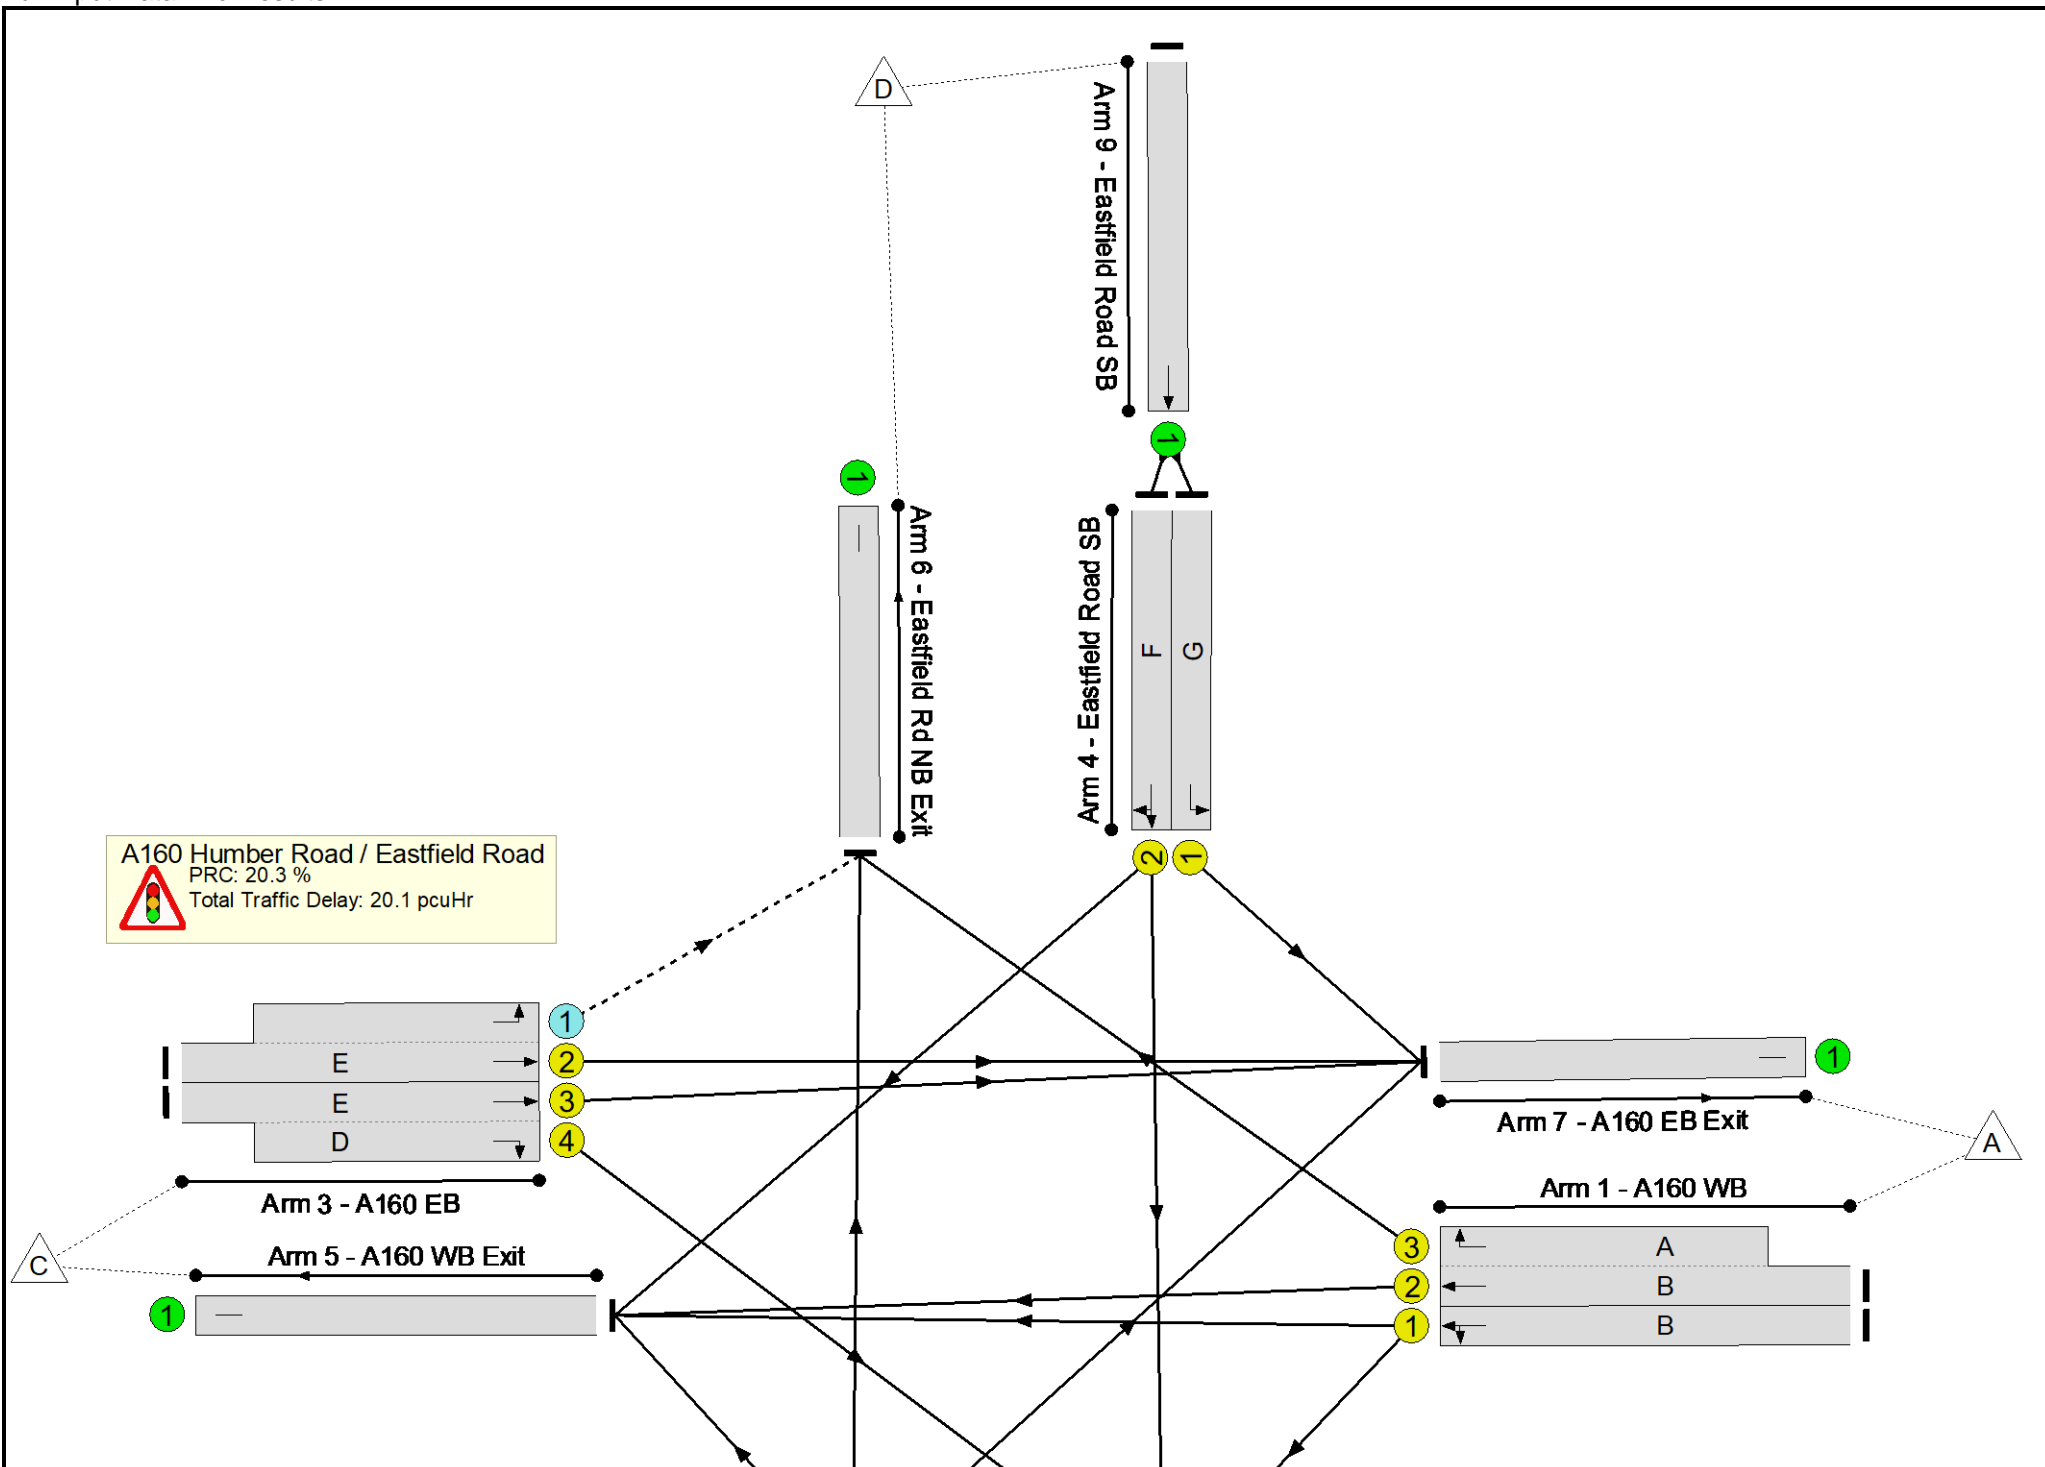 D
Arm 9 - Eastfield Road SB
1
1
Arm 6 - Eastfield Rd NB Exit
Arm 4 - Eastfield Road SB
F
G
2
1
A160 Humber Road / Eastfield Road
PRC: 20.3 %
Total Traffic Delay: 20.1 pcuHr
1
E
2
E
3
D
4
Arm 3 - A160 EB
C
Arm 5 - A160 WB Exit
1
1
Arm 7 - A160 EB Exit
A
Arm 1 - A160 WB
3
A
2
B
1
B